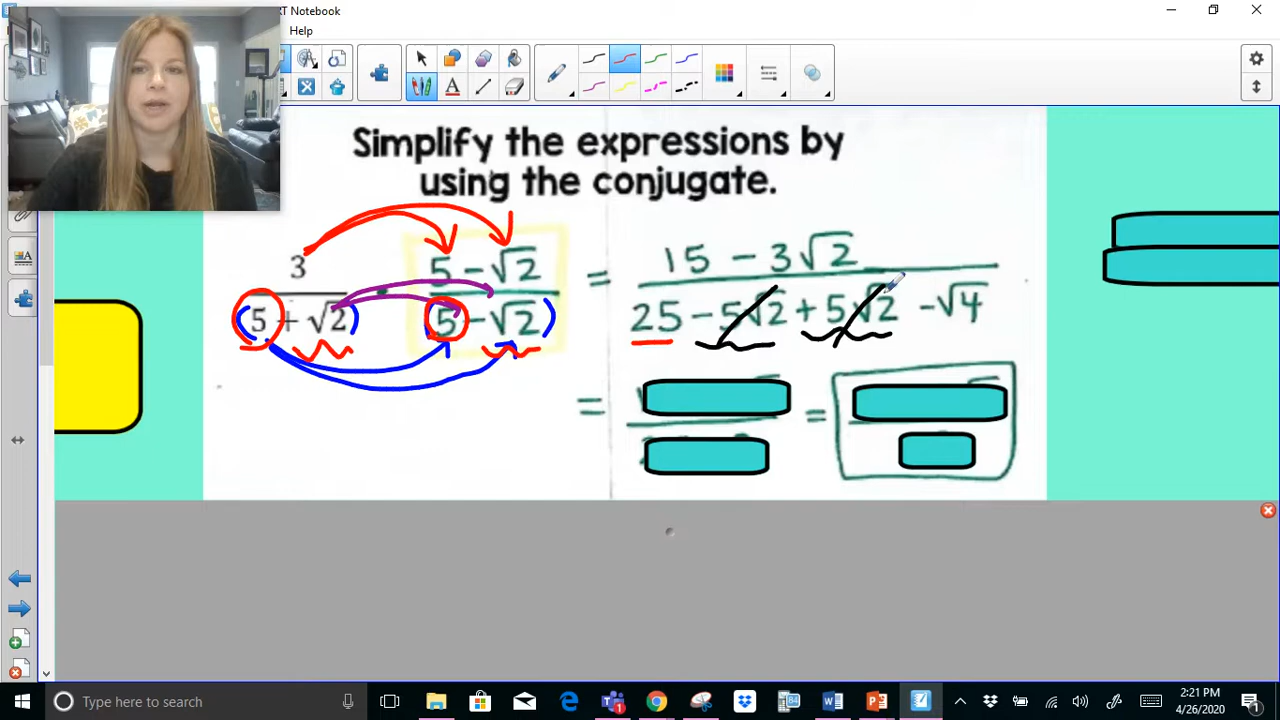 RT Notebook
Help
Simplify the expressions by
using the conjugate.
3 / (5 + √2) · (5 - √2) / (5 - √2) = (15 - 3√2) / (25 - 5√2 + 5√2 - √4)
= =
Type here to search
2:21 PM
4/26/2020